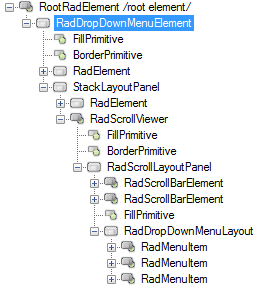 RootRadElement /root element/
RadDropDownMenuElement
FillPrimitive
BorderPrimitive
RadElement
StackLayoutPanel
RadElement
RadScrollViewer
FillPrimitive
BorderPrimitive
RadScrollLayoutPanel
RadScrollBarElement
RadScrollBarElement
FillPrimitive
RadDropDownMenuLayout
RadMenuItem
RadMenuItem
RadMenuItem